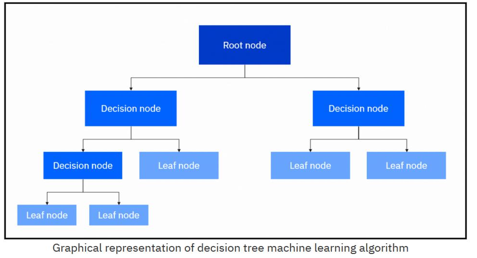 Root node
Decision node
Decision node
Decision node
Leaf node
Leaf node
Leaf node
Leaf node
Leaf node
Graphical representation of decision tree machine learning algorithm